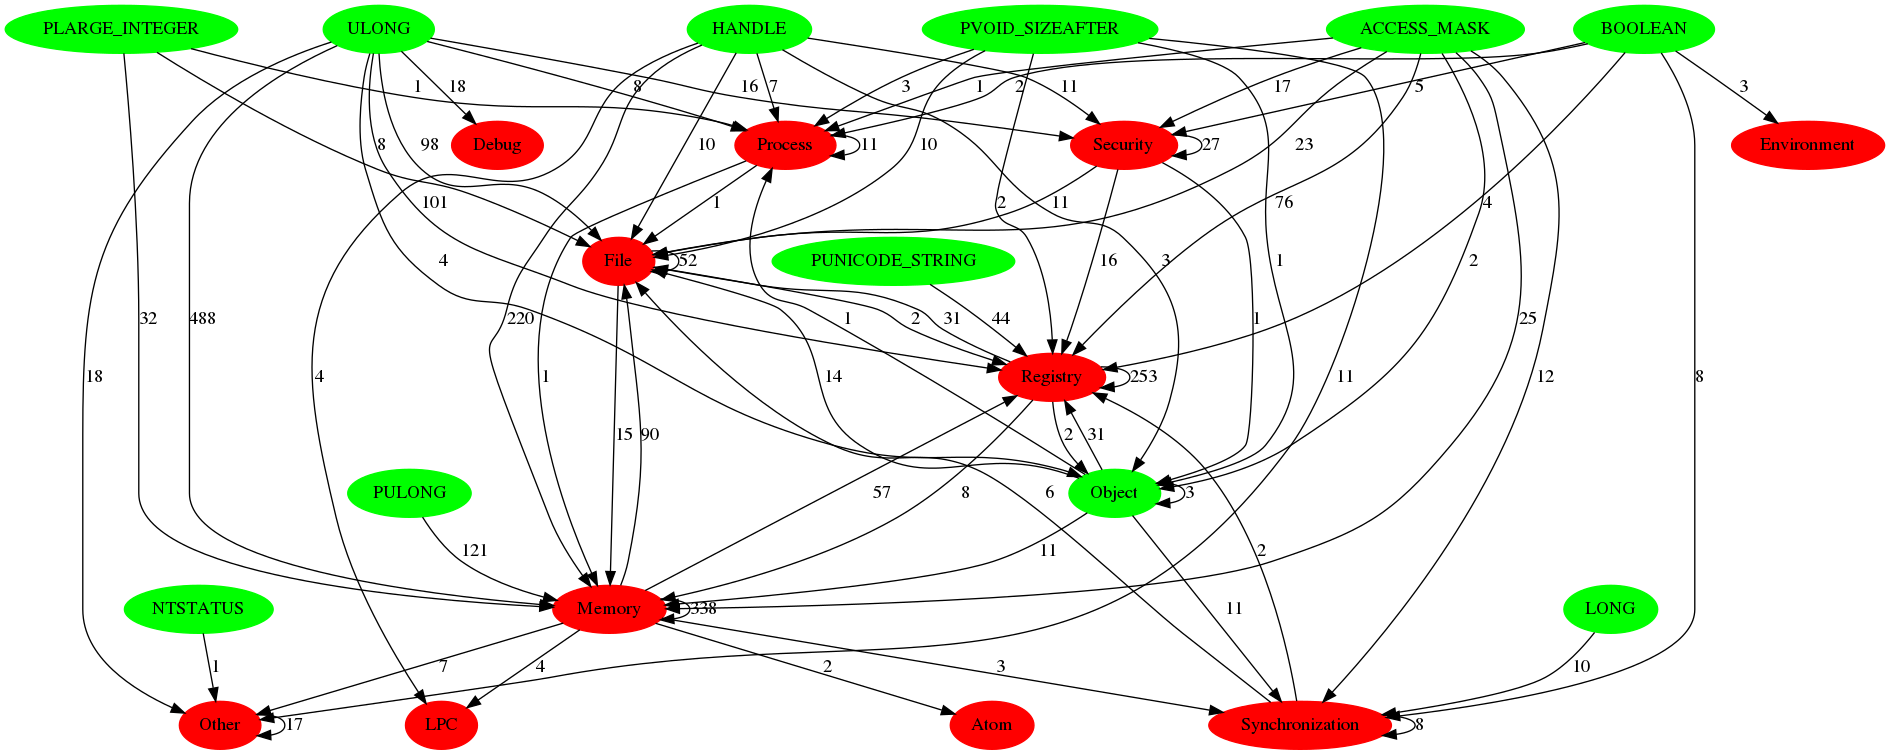 PLARGE_INTEGER ULONG HANDLE PVOID_SIZEAFTER ACCESS_MASK BOOLEAN
1 18 8 16 7 11 3 1 2 17 5 3
Debug Process 11 Security 27 Environment
8 98 10 10 23
101 1 2 11 76 4
4 File 52 PUNICODE_STRING 16 3 1 2
32 488 220 1 2 31 44 1 25
18 4 1 14 Registry 253 11 12 8
15 90 2 31
PULONG 57 8 6 Object 3
121 11 2
NTSTATUS Memory 338 11 LONG
1 7 4 2 3 10
Other 17 LPC Atom Synchronization 8